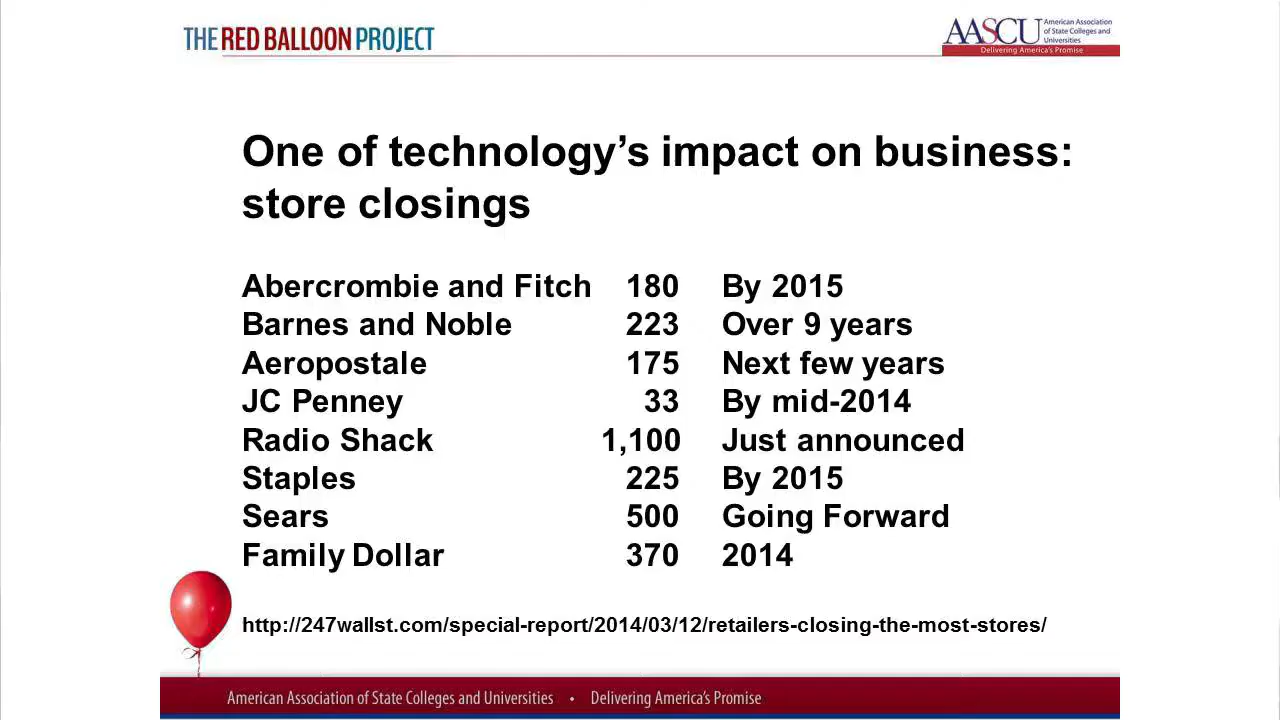 THE RED BALLOON PROJECT
AASCU American Association
of State Colleges and
Universities
Delivering America's Promise
One of technology’s impact on business:
store closings
Abercrombie and Fitch 180 By 2015
Barnes and Noble 223 Over 9 years
Aeropostale 175 Next few years
JC Penney 33 By mid-2014
Radio Shack 1,100 Just announced
Staples 225 By 2015
Sears 500 Going Forward
Family Dollar 370 2014
http://247wallst.com/special-report/2014/03/12/retailers-closing-the-most-stores/
American Association of State Colleges and Universities • Delivering America's Promise